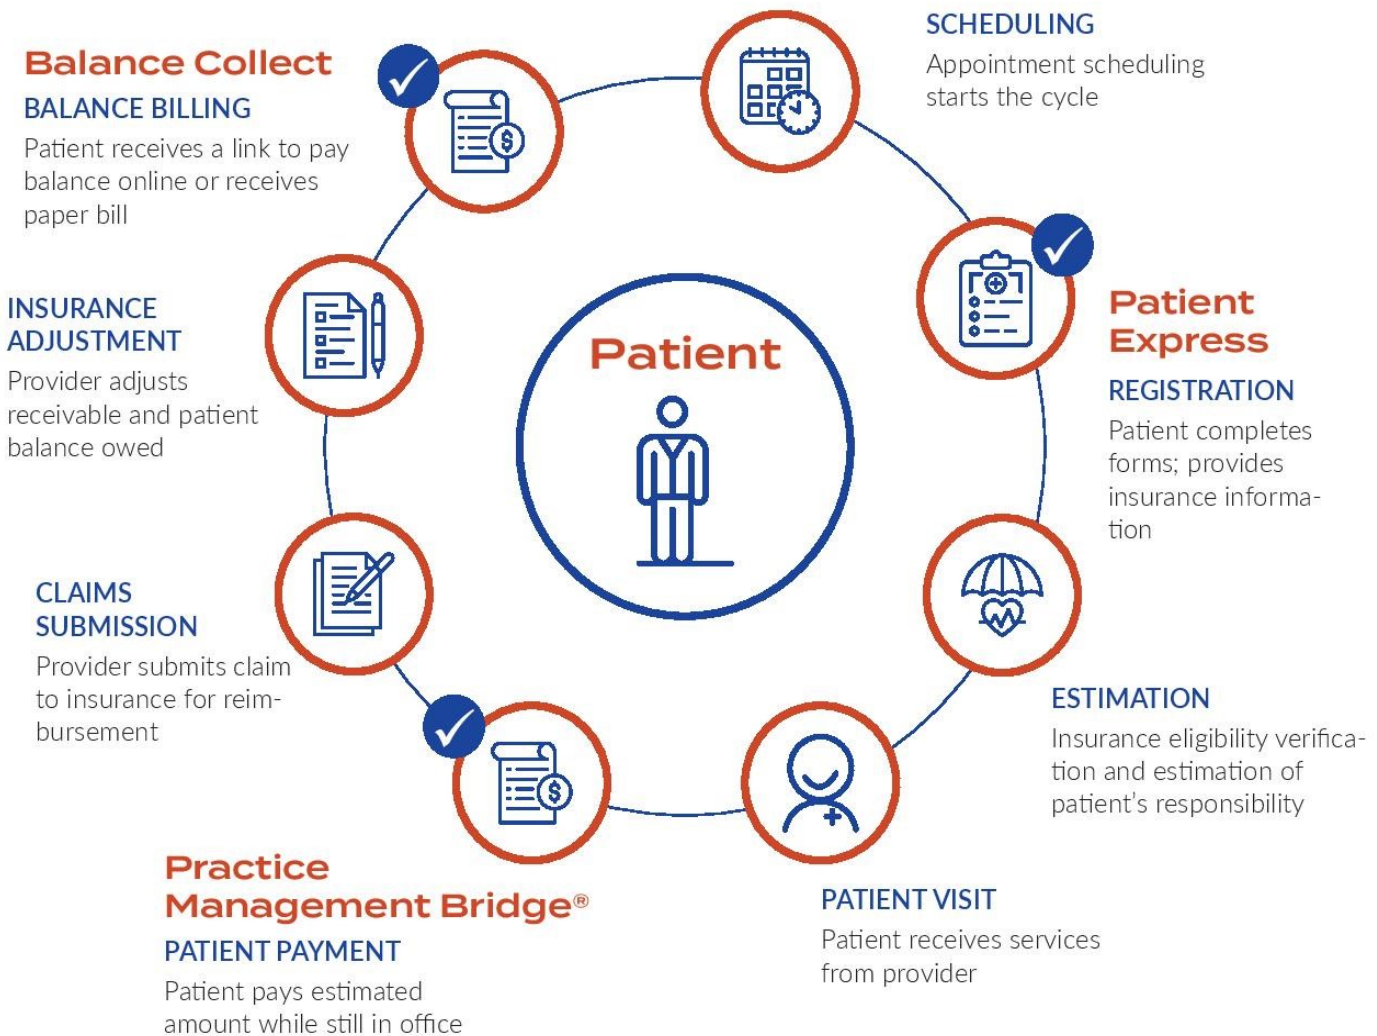 SCHEDULING
Appointment scheduling
starts the cycle
Patient
Express
REGISTRATION
Patient completes
forms; provides
insurance informa-
tion
ESTIMATION
Insurance eligibility verifica-
tion and estimation of
patient’s responsibility
PATIENT VISIT
Patient receives services
from provider
Practice
Management Bridge®
PATIENT PAYMENT
Patient pays estimated
amount while still in office
CLAIMS
SUBMISSION
Provider submits claim
to insurance for reim-
bursement
INSURANCE
ADJUSTMENT
Provider adjusts
receivable and patient
balance owed
Balance Collect
BALANCE BILLING
Patient receives a link to pay
balance online or receives
paper bill
Patient
$
$